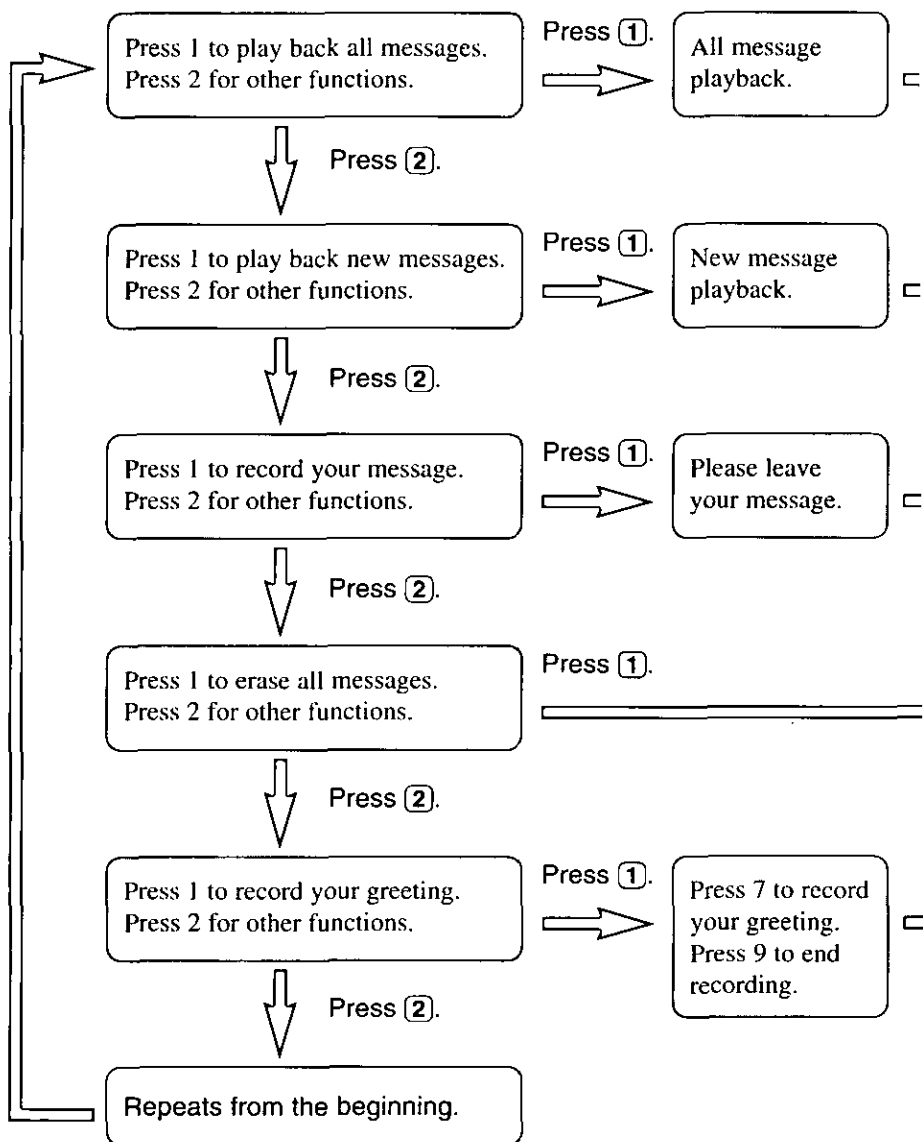 Press 1 to play back all messages.
Press 2 for other functions.
Press 1.
All message
playback.
Press 2.
Press 1 to play back new messages.
Press 2 for other functions.
Press 1.
New message
playback.
Press 2.
Press 1 to record your message.
Press 2 for other functions.
Press 1.
Please leave
your message.
Press 2.
Press 1 to erase all messages.
Press 2 for other functions.
Press 1.
Press 2.
Press 1 to record your greeting.
Press 2 for other functions.
Press 1.
Press 7 to record
your greeting.
Press 9 to end
recording.
Press 2.
Repeats from the beginning.